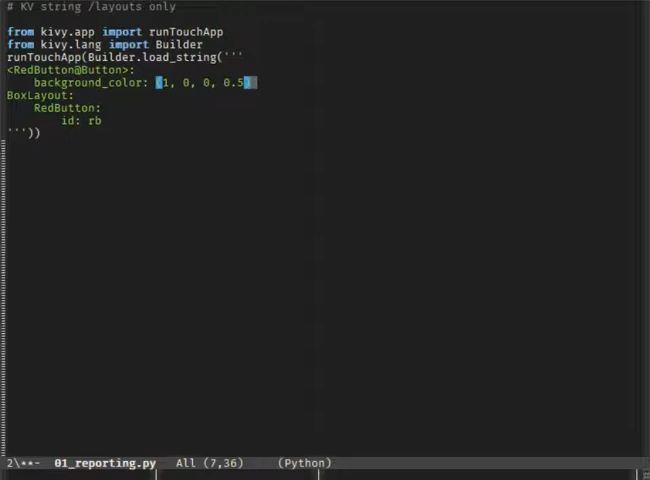 # KV string /layouts only
from kivy.app import runTouchApp
from kivy.lang import Builder
runTouchApp(Builder.load_string('''
<RedButton@Button>:
    background_color: (1, 0, 0, 0.5)
BoxLayout:
    RedButton:
        id: rb
'''))
2\**-  01_reporting.py   All (7,36)     (Python)